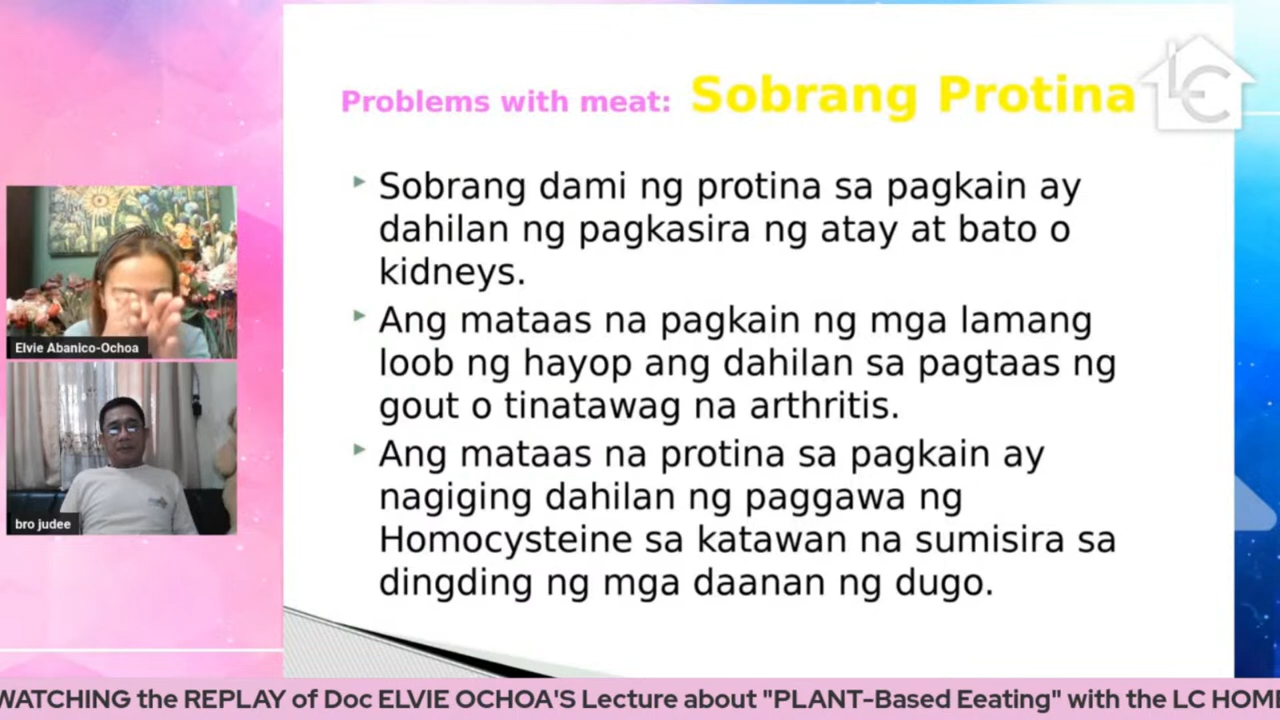 Problems with meat: Sobrang Protina
LC
Sobrang dami ng protina sa pagkain ay
dahilan ng pagkasira ng atay at bato o
kidneys.
Ang mataas na pagkain ng mga lamang
loob ng hayop ang dahilan sa pagtaas ng
gout o tinatawag na arthritis.
Ang mataas na protina sa pagkain ay
nagiging dahilan ng paggawa ng
Homocysteine sa katawan na sumisira sa
dingding ng mga daanan ng dugo.
Elvie Abanico-Ochoa
bro judee
WATCHING the REPLAY of Doc ELVIE OCHOA'S Lecture about "PLANT-Based Eeating" with the LC HOM